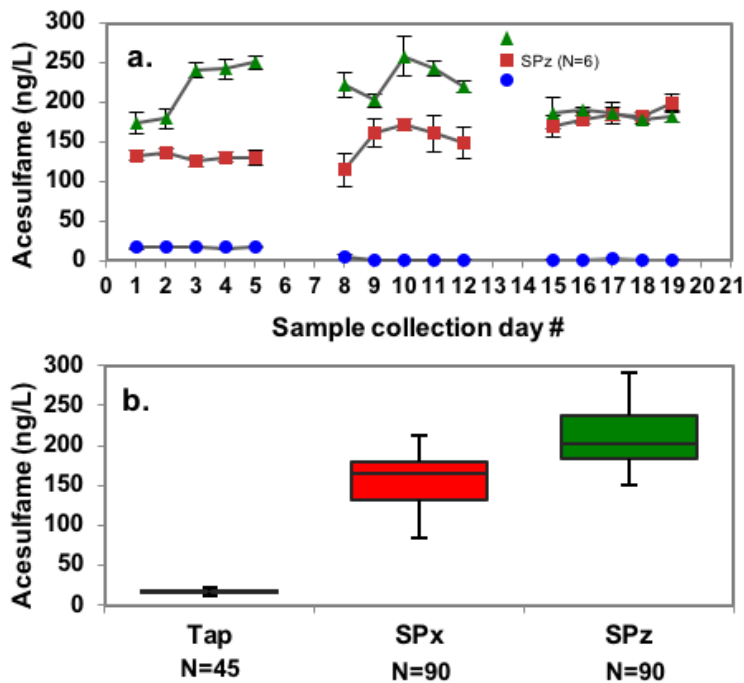 300
250
200
150
100
50
0
Acesulfame (ng/L)
a.
SPz (N=6)
0 1 2 3 4 5 6 7 8 9 10 11 12 13 14 15 16 17 18 19 20 21
Sample collection day #
300
250
200
150
100
50
0
Acesulfame (ng/L)
b.
Tap SPx SPz
N=45 N=90 N=90